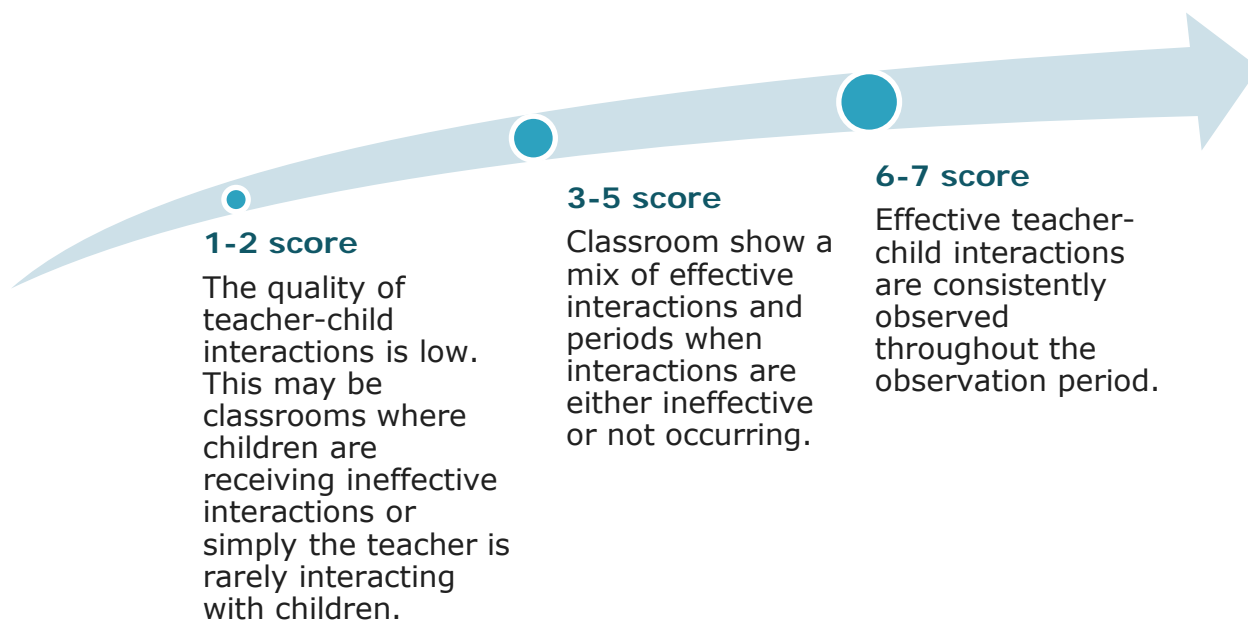 1-2 score
The quality of
teacher-child
interactions is low.
This may be
classrooms where
children are
receiving ineffective
interactions or
simply the teacher is
rarely interacting
with children.
3-5 score
Classroom show a
mix of effective
interactions and
periods when
interactions are
either ineffective
or not occurring.
6-7 score
Effective teacher-
child interactions
are consistently
observed
throughout the
observation period.